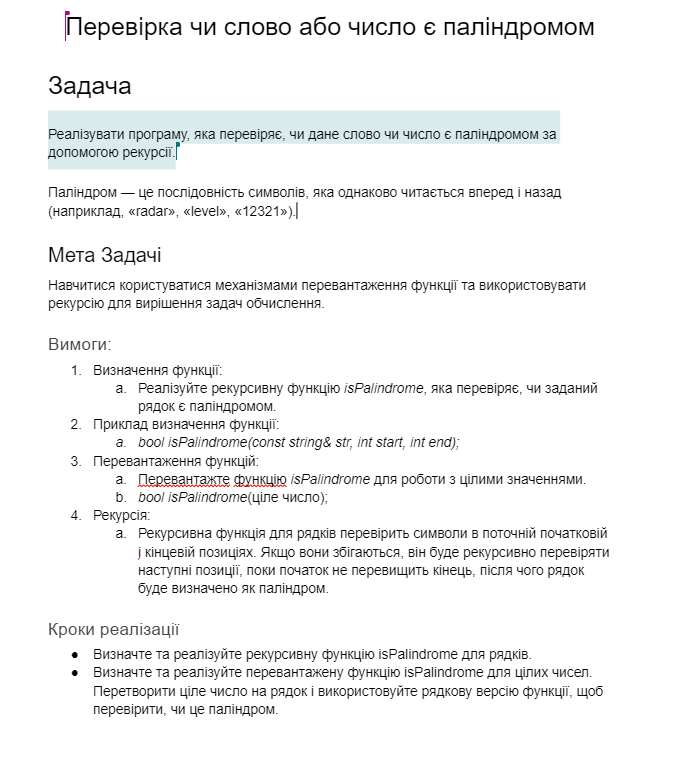 Перевірка чи слово або число є паліндромом
Задача
Реалізувати програму, яка перевіряє, чи дане слово чи число є паліндромом за
допомогою рекурсії.
Паліндром — це послідовність символів, яка однаково читається вперед і назад
(наприклад, «radar», «level», «12321»).
Мета Задачі
Навчитися користуватися механізмами перевантаження функції та використовувати
рекурсію для вирішення задач обчислення.
Вимоги:
1. Визначення функції:
a. Реалізуйте рекурсивну функцію isPalindrome, яка перевіряє, чи заданий
рядок є паліндромом.
2. Приклад визначення функції:
a. bool isPalindrome(const string& str, int start, int end);
3. Перевантаження функцій:
a. Перевантажте функцію isPalindrome для роботи з цілими значеннями.
b. bool isPalindrome(ціле число);
4. Рекурсія:
a. Рекурсивна функція для рядків перевірить символи в поточній початковій
і кінцевій позиціях. Якщо вони збігаються, він буде рекурсивно перевіряти
наступні позиції, поки початок не перевищить кінець, після чого рядок
буде визначено як паліндром.
Кроки реалізації
● Визначте та реалізуйте рекурсивну функцію isPalindrome для рядків.
● Визначте та реалізуйте перевантажену функцію isPalindrome для цілих чисел.
Перетворити ціле число на рядок і використовуйте рядкову версію функції, щоб
перевірити, чи це паліндром.